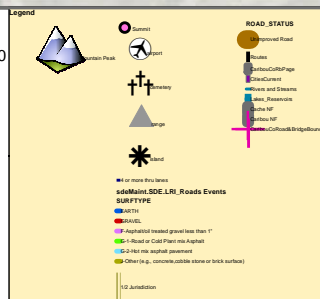 0
Legend
Summit
airport
cemetery
range
island
4 or more thru lanes
sdeMaint.SDE.LRI_Roads Events
SURFTYPE
EARTH
GRAVEL
F-Asphalt/oil treated gravel less than 1"
G-1-Road or Cold Plant mix Asphalt
G-2-Hot mix asphalt pavement
J-Other (e.g., concrete,cobble stone or brick surface)
1/2 Jurisdiction
ountain Peak
ROAD_STATUS
Unimproved Road
Routes
CaribouCoRbPage
CitiesCurrent
Rivers and Streams
Lakes_Reservoirs
Cache NF
Caribou NF
CaribouCoRoad&BridgeBoun